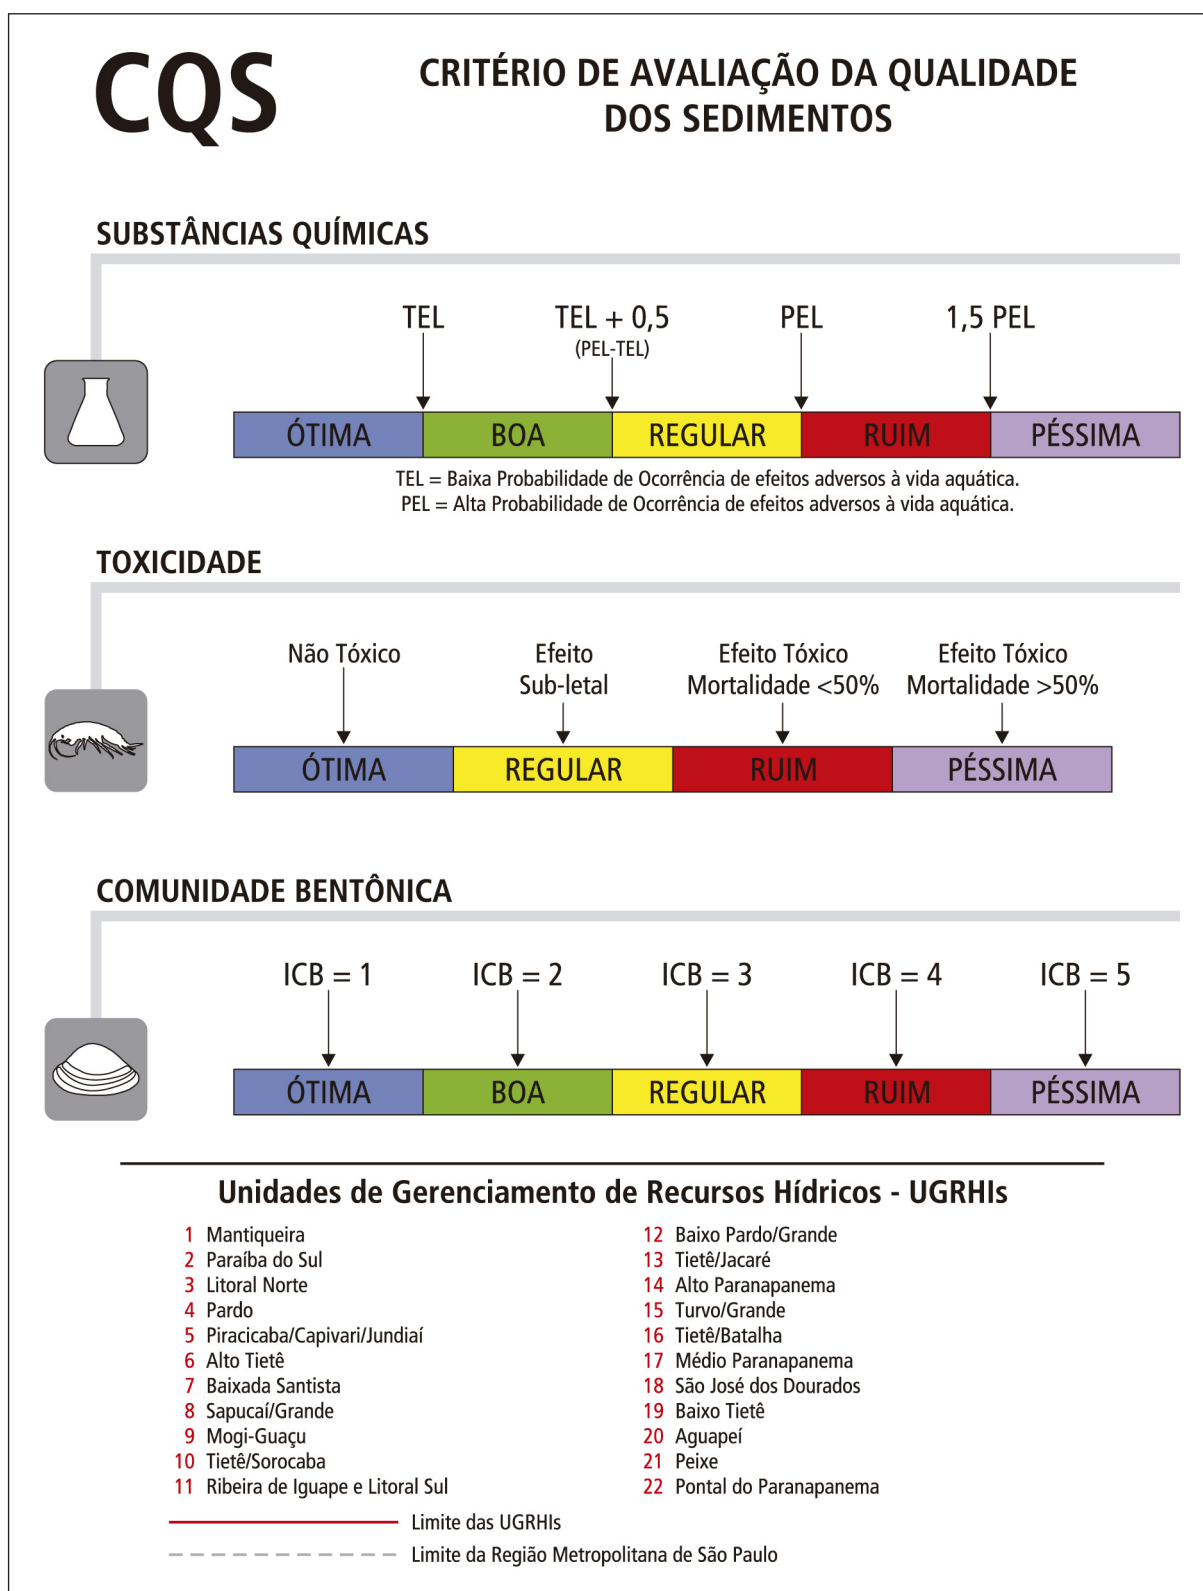 CQS
CRITÉRIO DE AVALIAÇÃO DA QUALIDADE
DOS SEDIMENTOS
SUBSTÂNCIAS QUÍMICAS
TEL
TEL + 0,5
(PEL-TEL)
PEL
1,5 PEL
ÓTIMA
BOA
REGULAR
RUIM
PÉSSIMA
TEL = Baixa Probabilidade de Ocorrência de efeitos adversos à vida aquática.
PEL = Alta Probabilidade de Ocorrência de efeitos adversos à vida aquática.
TOXICIDADE
Não Tóxico
Efeito
Sub-letal
Efeito Tóxico
Mortalidade <50%
Efeito Tóxico
Mortalidade >50%
ÓTIMA
REGULAR
RUIM
PÉSSIMA
COMUNIDADE BENTÔNICA
ICB = 1
ICB = 2
ICB = 3
ICB = 4
ICB = 5
ÓTIMA
BOA
REGULAR
RUIM
PÉSSIMA
Unidades de Gerenciamento de Recursos Hídricos - UGRHIs
1 Mantiqueira
2 Paraíba do Sul
3 Litoral Norte
4 Pardo
5 Piracicaba/Capivari/Jundiaí
6 Alto Tietê
7 Baixada Santista
8 Sapucaí/Grande
9 Mogi-Guaçu
10 Tietê/Sorocaba
11 Ribeira de Iguape e Litoral Sul
12 Baixo Pardo/Grande
13 Tietê/Jacaré
14 Alto Paranapanema
15 Turvo/Grande
16 Tietê/Batalha
17 Médio Paranapanema
18 São José dos Dourados
19 Baixo Tietê
20 Aguapeí
21 Peixe
22 Pontal do Paranapanema
Limite das UGRHIs
Limite da Região Metropolitana de São Paulo